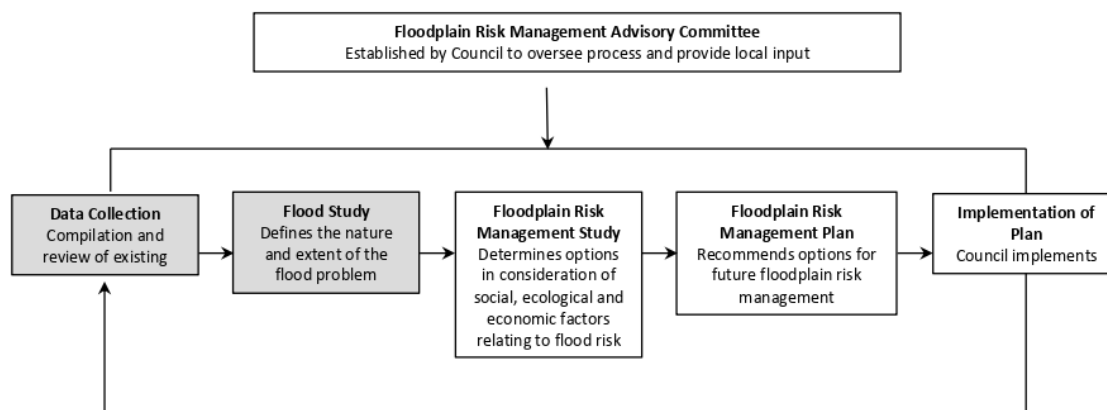 Floodplain Risk Management Advisory Committee
Established by Council to oversee process and provide local input
Data Collection
Compilation and
review of existing
Flood Study
Defines the nature
and extent of the
flood problem
Floodplain Risk
Management Study
Determines options
in consideration of
social, ecological and
economic factors
relating to flood risk
Floodplain Risk
Management Plan
Recommends options for
future floodplain risk
management
Implementation of
Plan
Council implements